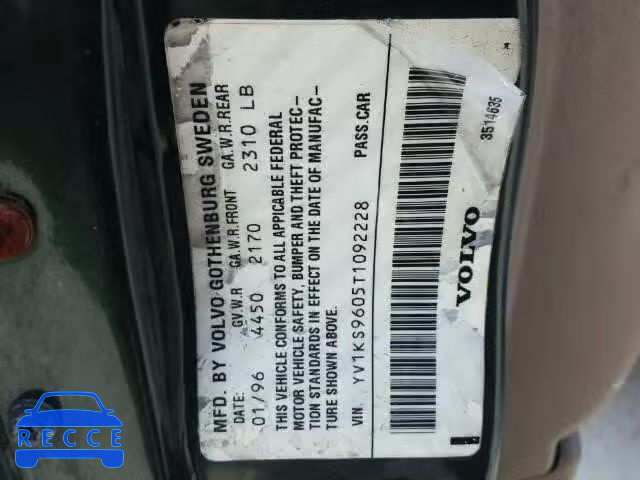 MFD. BY VOLVO GOTHENBURG SWEDEN
DATE: G.V.W.R GA.W.R.FRONT GA.W.R.REAR
01/96 4450 2170 2310 LB
THIS VEHICLE CONFORMS TO ALL APPLICABLE FEDERAL
MOTOR VEHICLE SAFETY, BUMPER AND THEFT PROTEC-
TION STANDARDS IN EFFECT ON THE DATE OF MANUFAC-
TURE SHOWN ABOVE.
VIN. YV1KS9605T1092228 PASS.CAR
VOLVO 3514635
RECCE